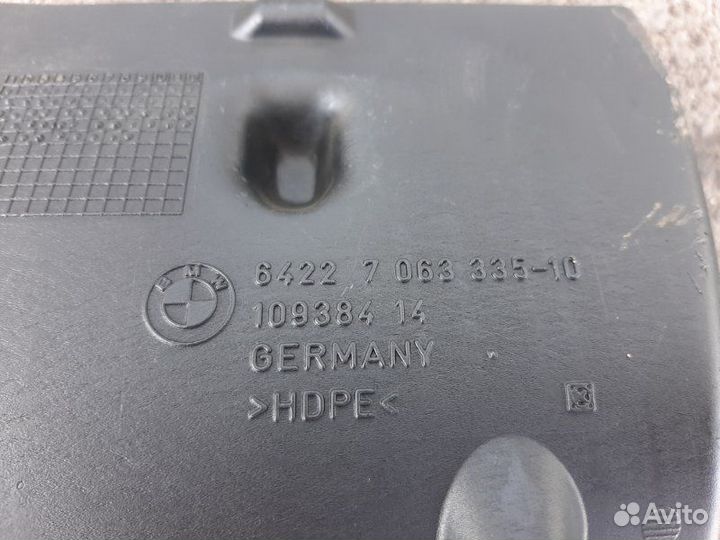 BMW
6422 7 063 335-10
109384 14
GERMANY
>HDPE<
Avito